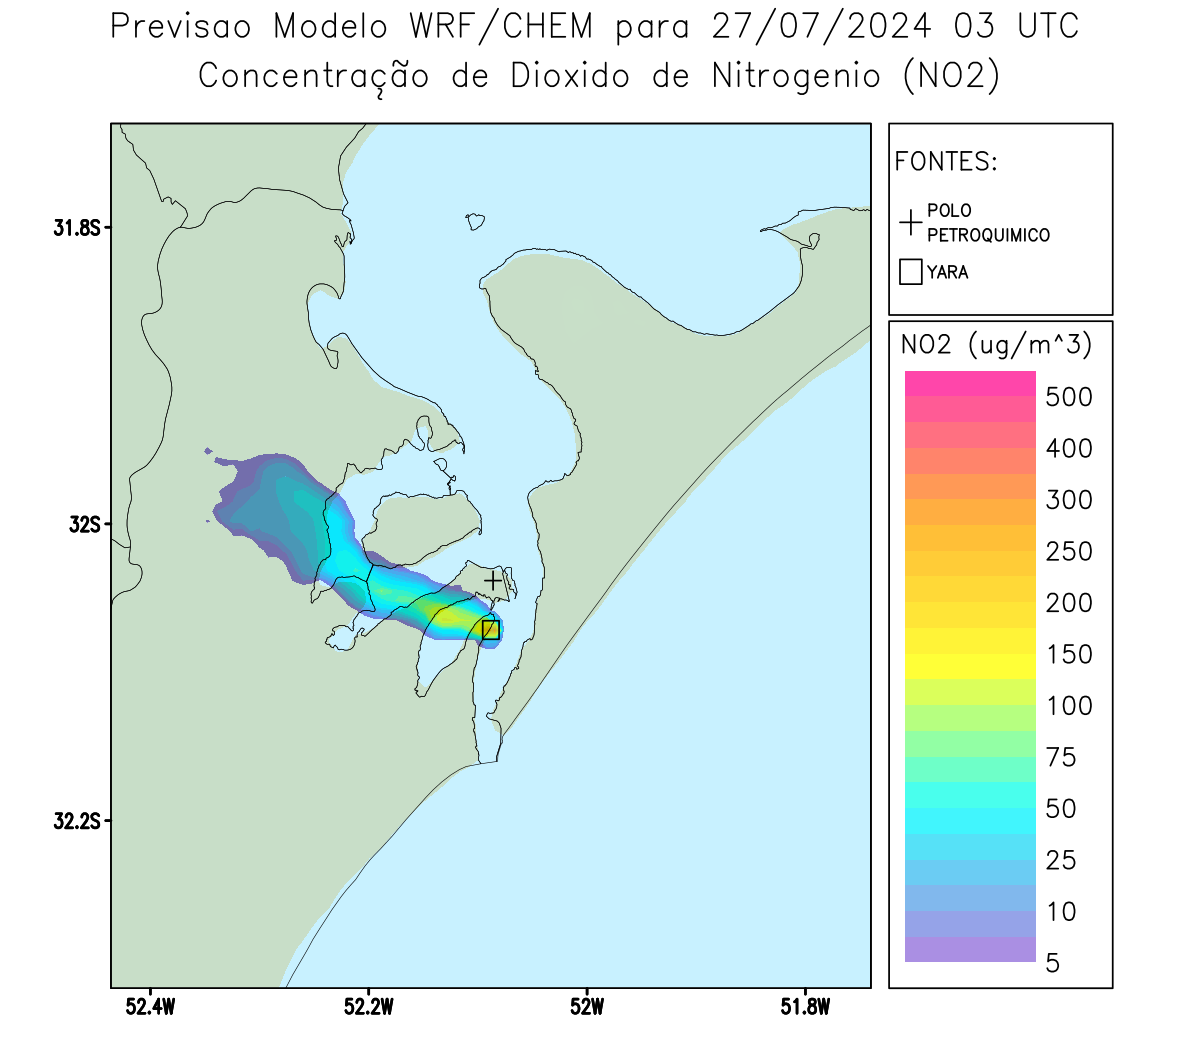 Previsao Modelo WRF/CHEM para 27/07/2024 03 UTC
Concentração de Dioxido de Nitrogenio (NO2)
FONTES:
POLO
PETROQUIMICO
YARA
31.8S
32S
32.2S
52.4W
52.2W
52W
51.8W
NO2 (ug/m^3)
500
400
300
250
200
150
100
75
50
25
10
5